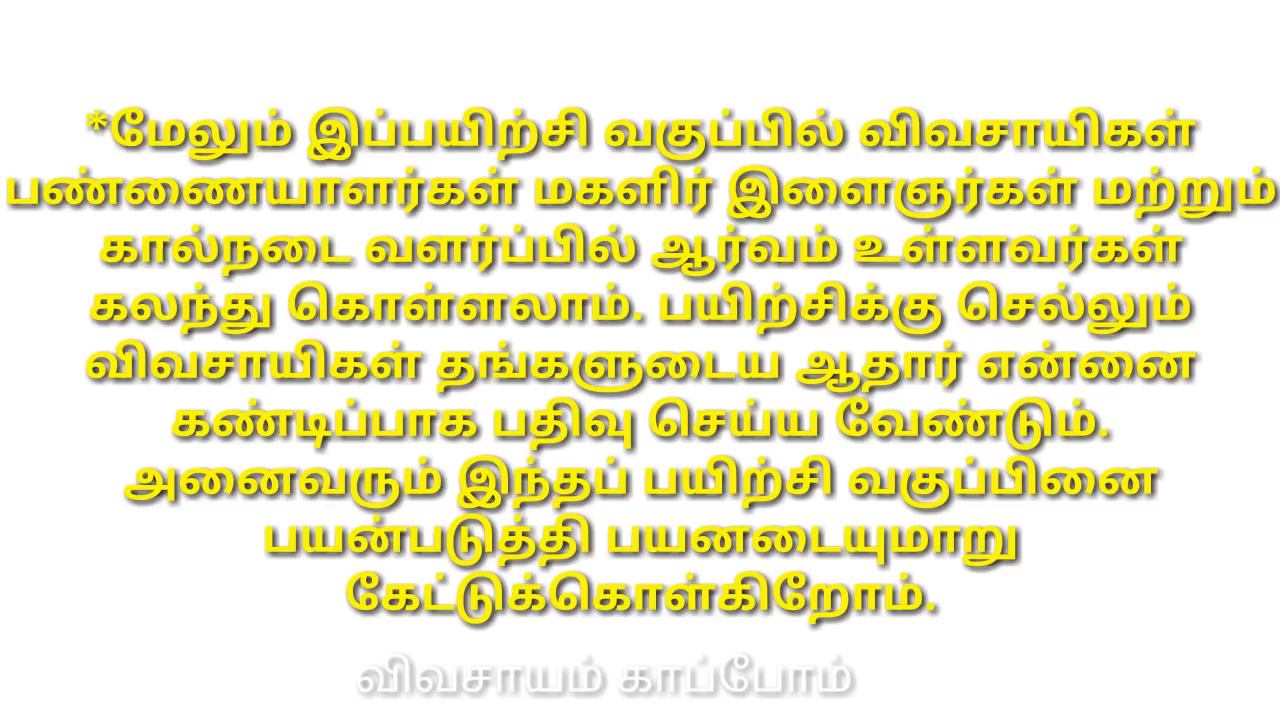 *மேலும் இப்பயிற்சி வகுப்பில் விவசாயிகள்
பண்ணையாளர்கள் மகளிர் இளைஞர்கள் மற்றும்
கால்நடை வளர்ப்பில் ஆர்வம் உள்ளவர்கள்
கலந்து கொள்ளலாம். பயிற்சிக்கு செல்லும்
விவசாயிகள் தங்களுடைய ஆதார் என்னை
கண்டிப்பாக பதிவு செய்ய வேண்டும்.
அனைவரும் இந்தப் பயிற்சி வகுப்பினை
பயன்படுத்தி பயனடையுமாறு
கேட்டுக்கொள்கிறோம்.
விவசாயம் காப்போம்